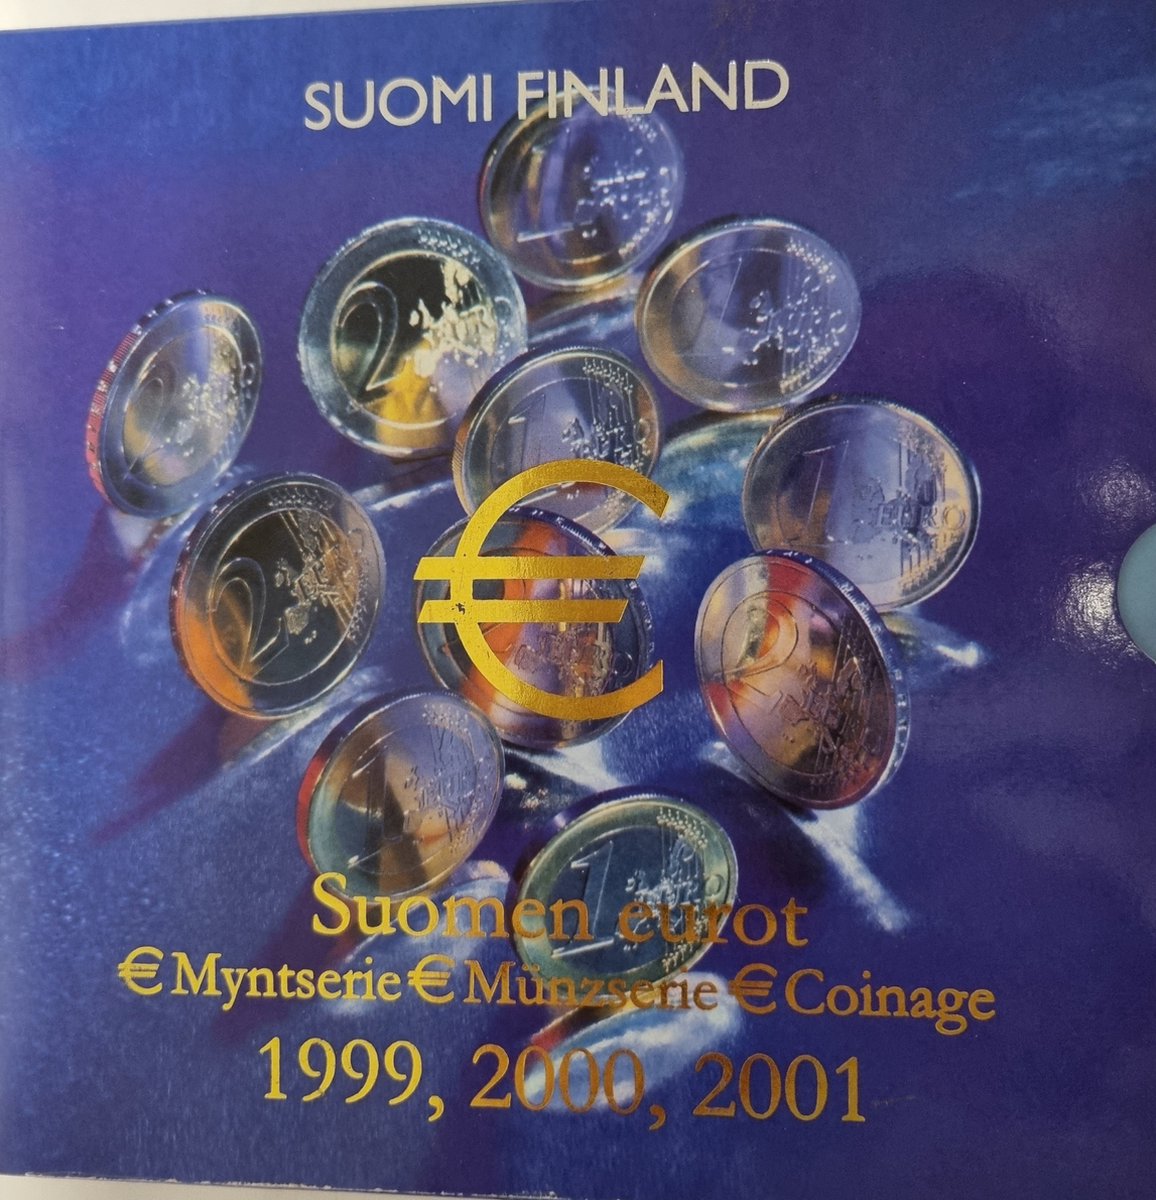 SUOMI FINLAND
€
Suomen eurot
€ Myntserie € Münzserie € Coinage
1999, 2000, 2001